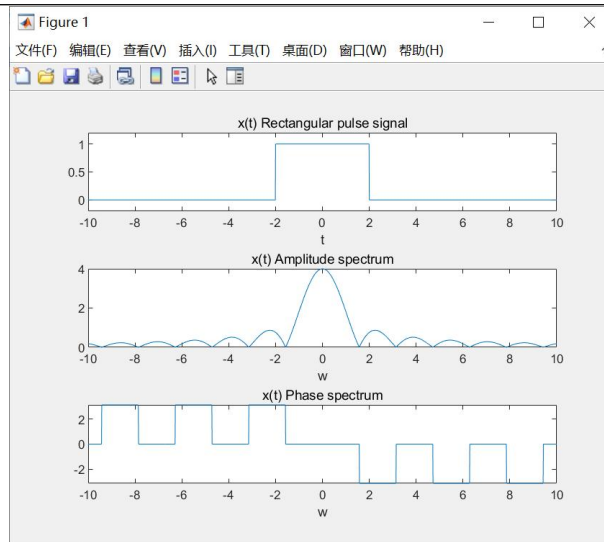 Figure 1
文件(F) 编辑(E) 查看(V) 插入(I) 工具(T) 桌面(D) 窗口(W) 帮助(H)
x(t) Rectangular pulse signal
1
0.5
0
-10 -8 -6 -4 -2 0 2 4 6 8 10
t
x(t) Amplitude spectrum
4
2
0
-10 -8 -6 -4 -2 0 2 4 6 8 10
w
x(t) Phase spectrum
2
0
-2
-10 -8 -6 -4 -2 0 2 4 6 8 10
w